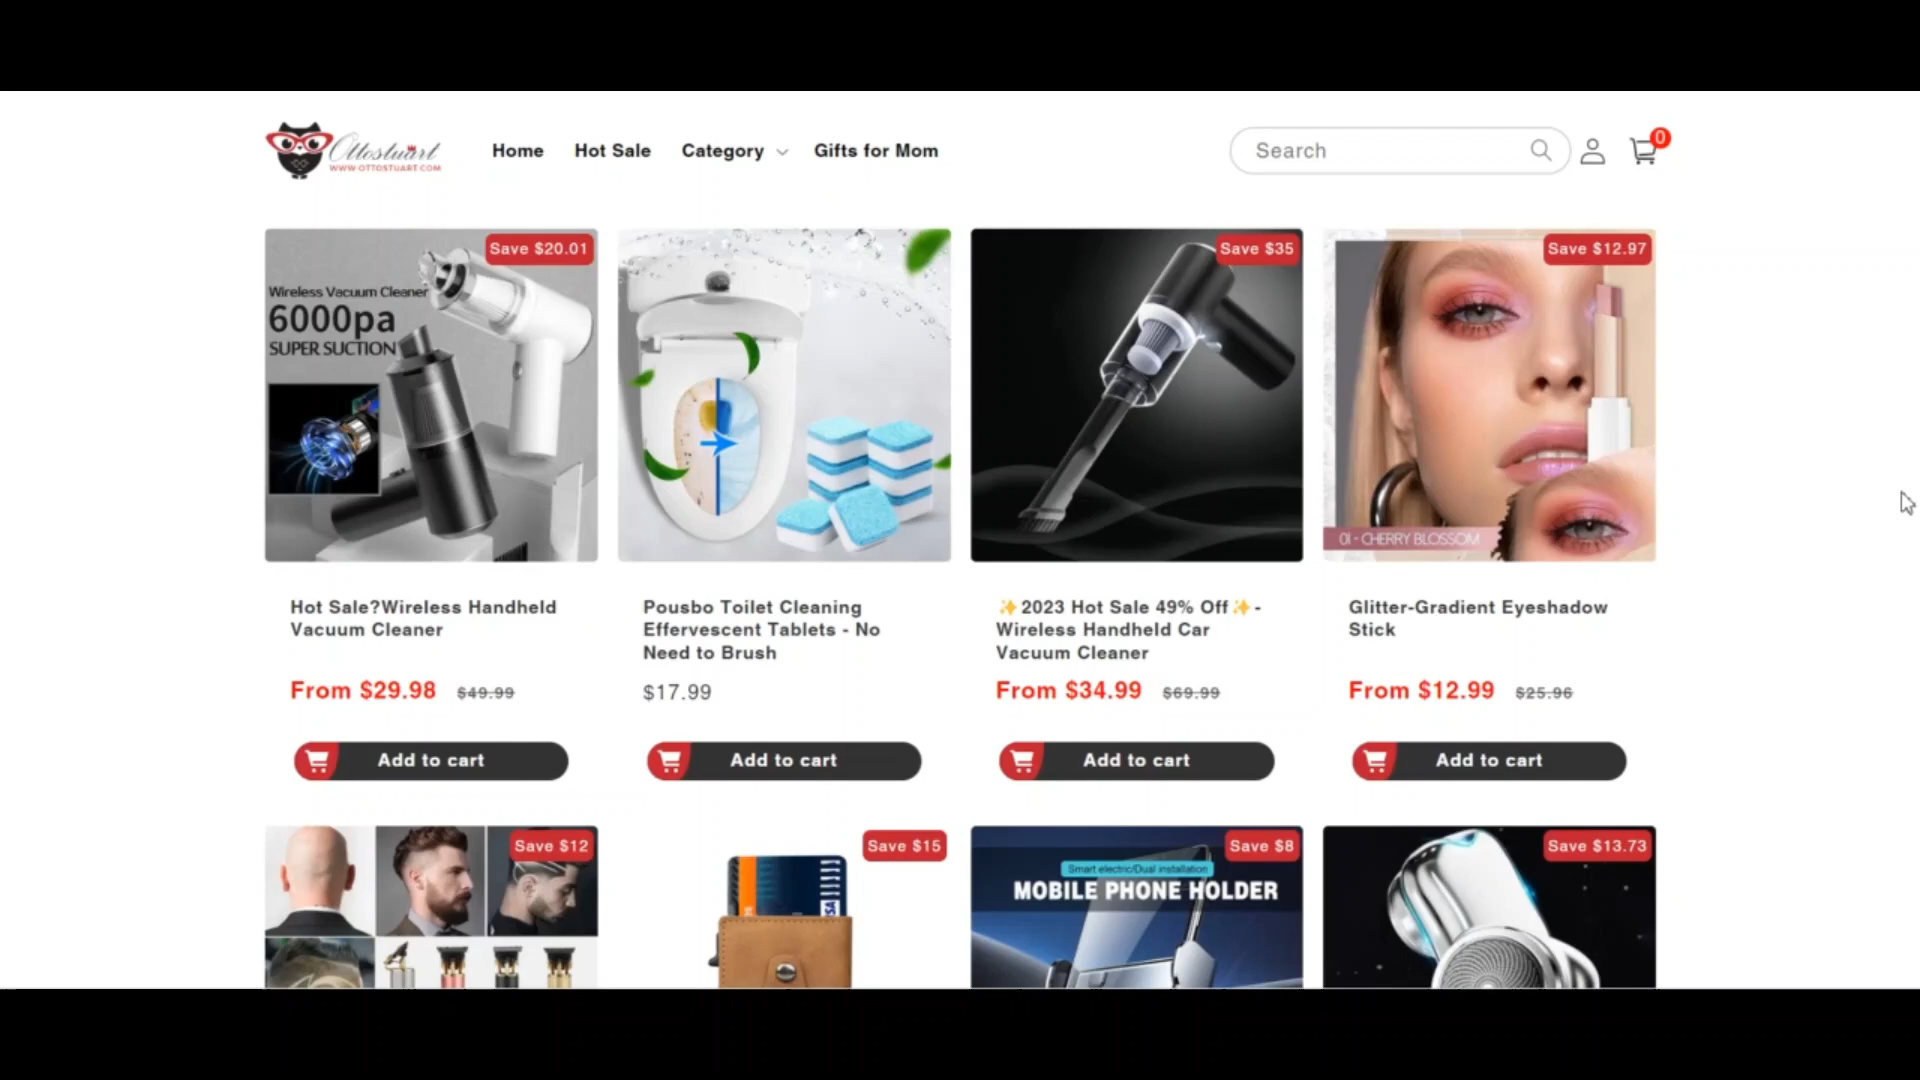 Ottostuart
WWW.OTTOSTUART.COM
Home
Hot Sale
Category
Gifts for Mom
Search
0
Save $20.01
Wireless Vacuum Cleaner
6000pa
SUPER SUCTION
Save $35
Save $12.97
01 - CHERRY BLOSSOM
Hot Sale?Wireless Handheld
Vacuum Cleaner
From $29.98 $49.99
Add to cart
Pousbo Toilet Cleaning
Effervescent Tablets - No
Need to Brush
$17.99
Add to cart
✨2023 Hot Sale 49% Off✨-
Wireless Handheld Car
Vacuum Cleaner
From $34.99 $69.99
Add to cart
Glitter-Gradient Eyeshadow
Stick
From $12.99 $25.96
Add to cart
Save $12
Save $15
VISA
Save $8
Smart electric/Dual installation
MOBILE PHONE HOLDER
Save $13.73